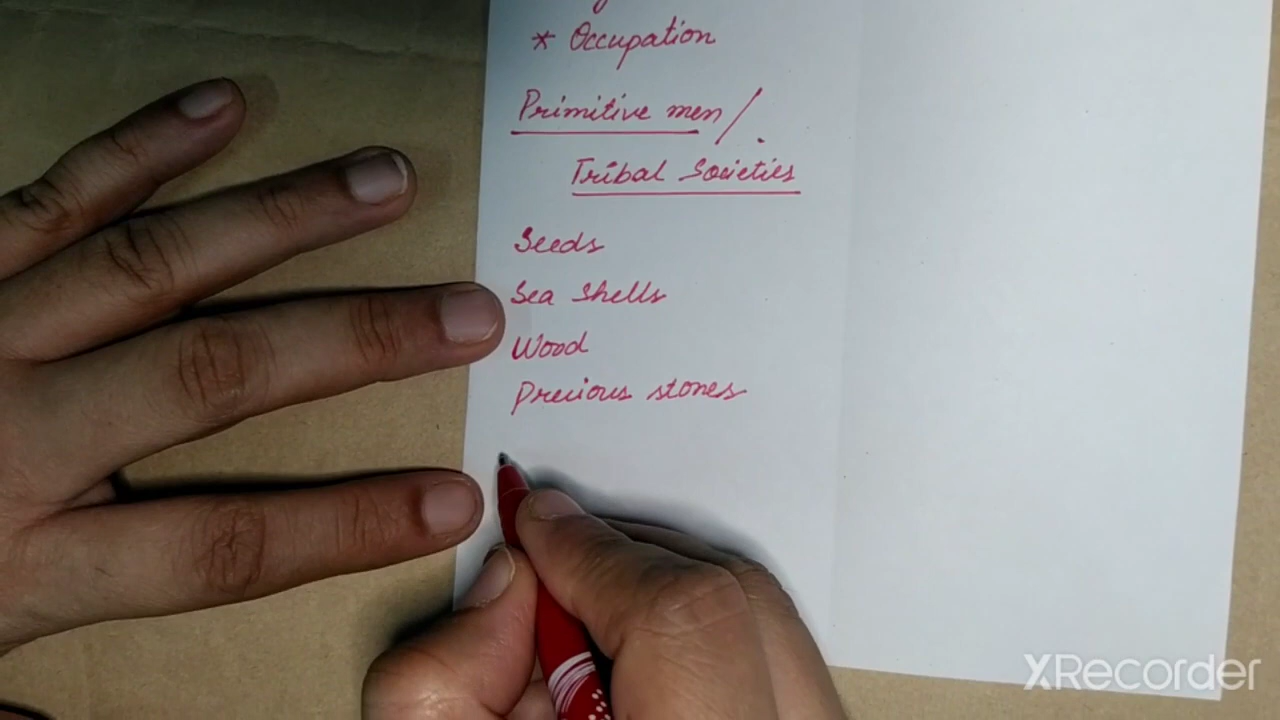 * Occupation
Primitive men /
Tribal Societies
Seeds
Sea Shells
Wood
Precious stones
XRecorder